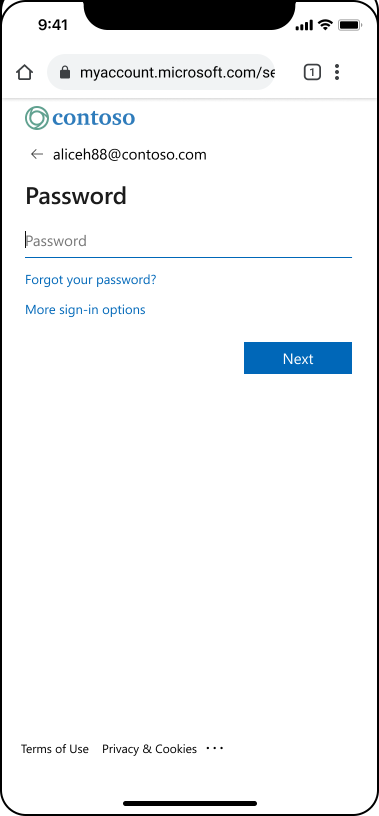 9:41
myaccount.microsoft.com/se
1
contoso
aliceh88@contoso.com
Password
Password
Forgot your password?
More sign-in options
Next
Terms of Use Privacy & Cookies ···